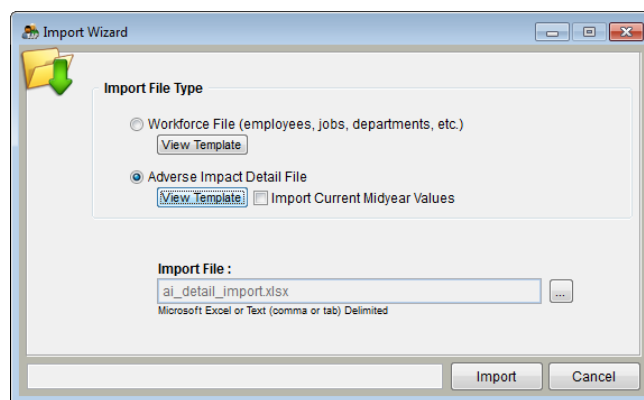 Import Wizard
Import File Type
Workforce File (employees, jobs, departments, etc.)
View Template
Adverse Impact Detail File
View Template Import Current Midyear Values
Import File :
ai_detail_import.xlsx ...
Microsoft Excel or Text (comma or tab) Delimited
Import Cancel